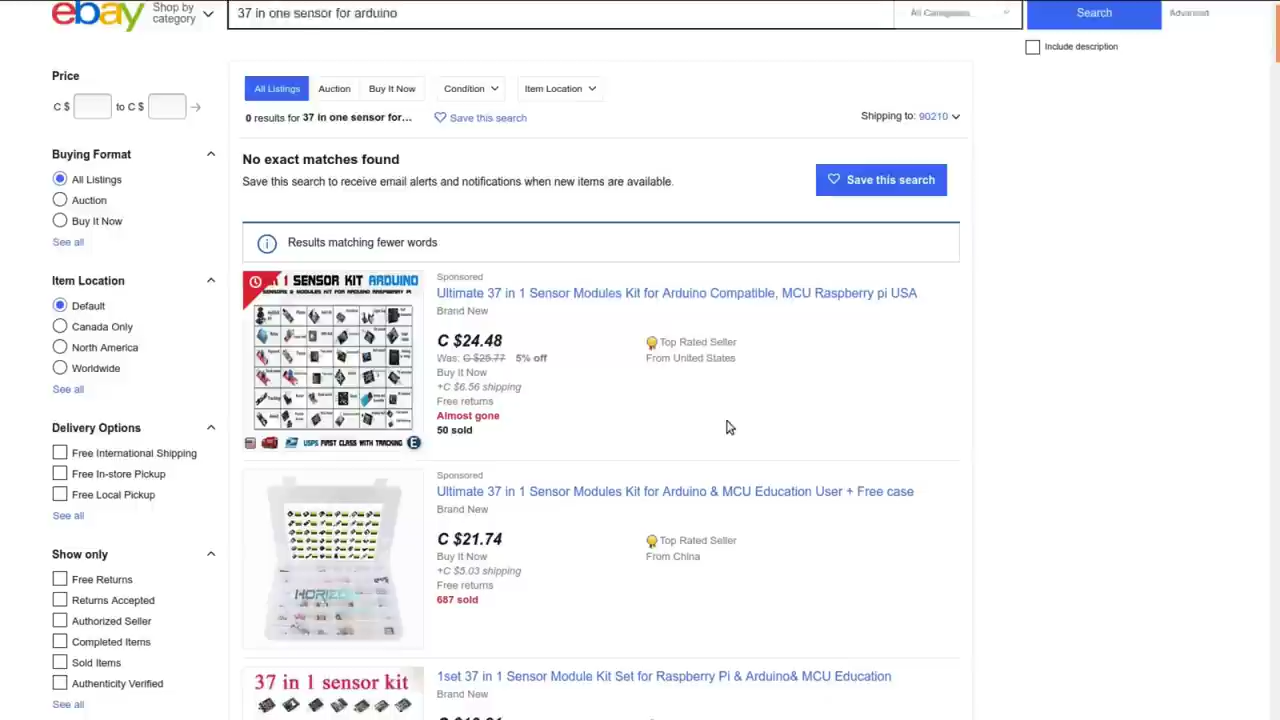 ebay
Shop by
category
37 in one sensor for arduino
All Categories
Search
Advanced
Include description
Price
C $
to C $
Buying Format
All Listings
Auction
Buy It Now
See all
Item Location
Default
Canada Only
North America
Worldwide
See all
Delivery Options
Free International Shipping
Free In-store Pickup
Free Local Pickup
See all
Show only
Free Returns
Returns Accepted
Authorized Seller
Completed Items
Sold Items
Authenticity Verified
See all
All Listings
Auction
Buy It Now
Condition
Item Location
0 results for 37 in one sensor for...
Save this search
Shipping to: 90210
No exact matches found
Save this search to receive email alerts and notifications when new items are available.
Save this search
Results matching fewer words
1 SENSOR KIT ARDUINO
SENSORS & MODULES KIT FOR ARDUINO RASPBERRY PI
USPS FIRST CLASS WITH TRACKING
Sponsored
Ultimate 37 in 1 Sensor Modules Kit for Arduino Compatible, MCU Raspberry pi USA
Brand New
C $24.48
Was: C $25.77 5% off
Buy It Now
+C $6.56 shipping
Free returns
Almost gone
50 sold
Top Rated Seller
From United States
Sponsored
Ultimate 37 in 1 Sensor Modules Kit for Arduino & MCU Education User + Free case
Brand New
C $21.74
Buy It Now
+C $5.03 shipping
Free returns
687 sold
Top Rated Seller
From China
37 in 1 sensor kit
1set 37 in 1 Sensor Module Kit Set for Raspberry Pi & Arduino& MCU Education
Brand New